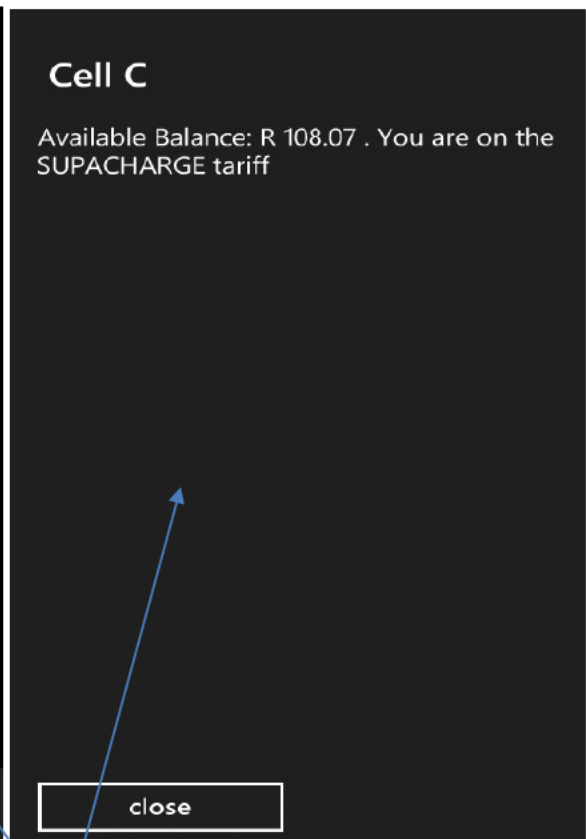 Cell C
Available Balance: R 108.07 . You are on the
SUPACHARGE tariff
close